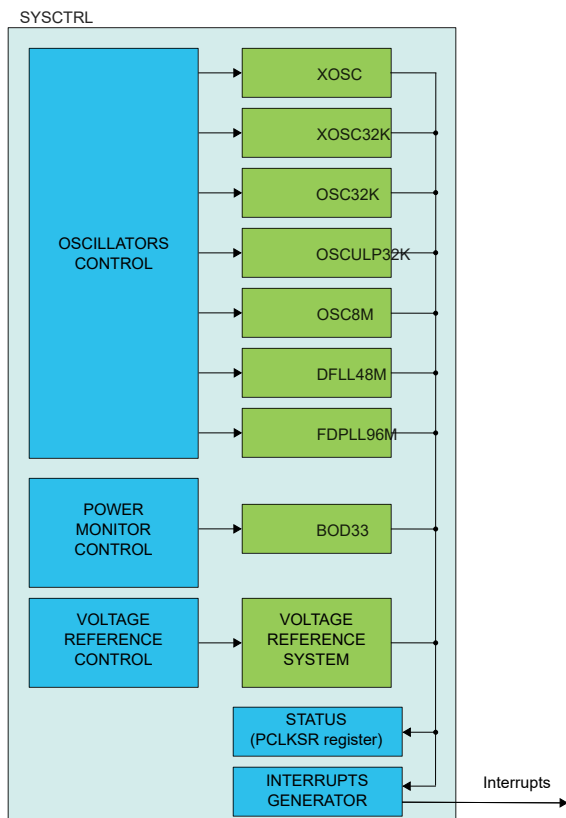 SYSCTRL
OSCILLATORS
CONTROL
XOSC
XOSC32K
OSC32K
OSCULP32K
OSC8M
DFLL48M
FDPLL96M
POWER
MONITOR
CONTROL
BOD33
VOLTAGE
REFERENCE
CONTROL
VOLTAGE
REFERENCE
SYSTEM
STATUS
(PCLKSR register)
INTERRUPTS
GENERATOR
Interrupts